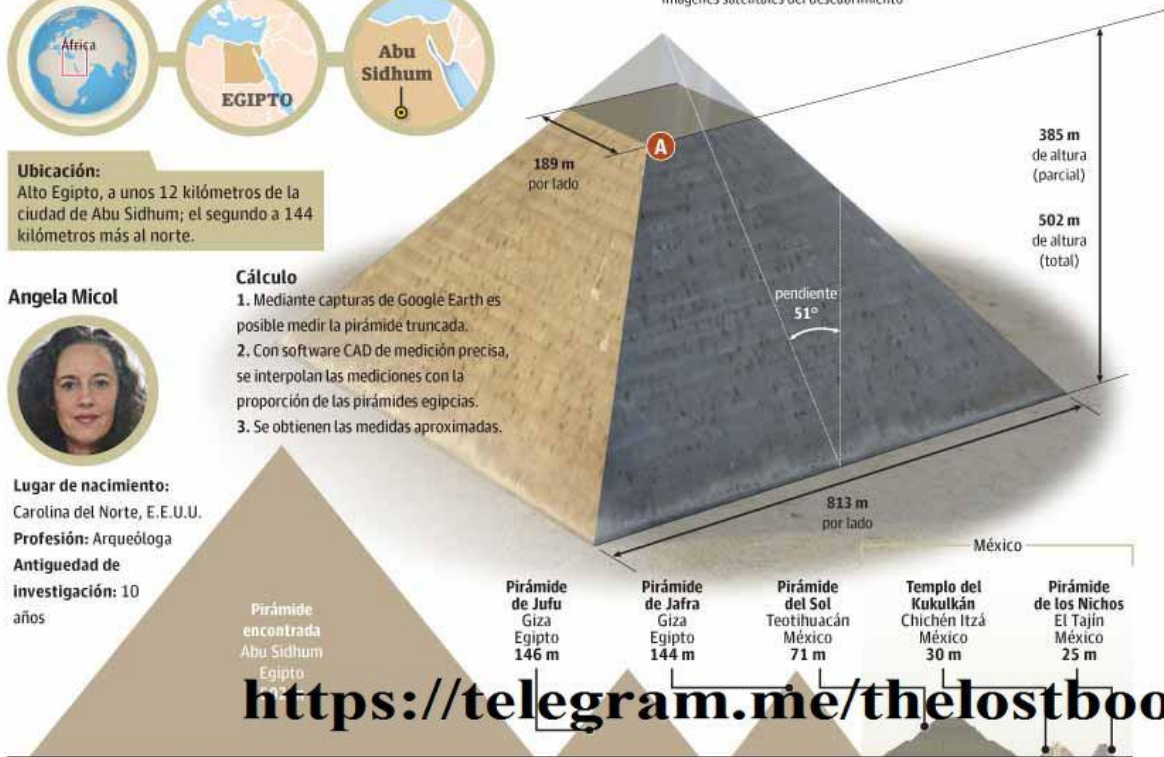 imágenes satelitales del descubrimiento
África
EGIPTO
Abu
Sidhum
Ubicación:
Alto Egipto, a unos 12 kilómetros de la
ciudad de Abu Sidhum; el segundo a 144
kilómetros más al norte.
A
189 m
por lado
385 m
de altura
(parcial)
502 m
de altura
(total)
pendiente
51°
813 m
por lado
Cálculo
1. Mediante capturas de Google Earth es
posible medir la pirámide truncada.
2. Con software CAD de medición precisa,
se interpolan las mediciones con la
proporción de las pirámides egipcias.
3. Se obtienen las medidas aproximadas.
Angela Micol
Lugar de nacimiento:
Carolina del Norte, E.E.U.U.
Profesión: Arqueóloga
Antiguedad de
investigación: 10
años
Pirámide
encontrada
Abu Sidhum
Egipto
Pirámide
de Jufu
Giza
Egipto
146 m
Pirámide
de Jafra
Giza
Egipto
144 m
Pirámide
del Sol
Teotihuacán
México
71 m
México
Templo del
Kukulkán
Chichén Itzá
México
30 m
Pirámide
de los Nichos
El Tajín
México
25 m
https://telegram.me/thelostboo